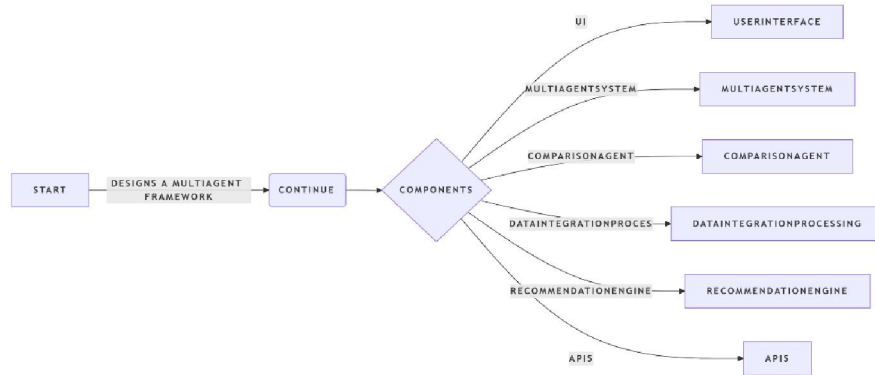 UI
USERINTERFACE
MULTIAGENTSYSTEM
MULTIAGENTSYSTEM
COMPARISONAGENT
COMPARISONAGENT
START
DESIGNS A MULTIAGENT
FRAMEWORK
CONTINUE
COMPONENTS
DATAINTEGRATIONPROCES
DATAINTEGRATIONPROCESSING
RECOMMENDATIONENGINE
RECOMMENDATIONENGINE
APIS
APIS